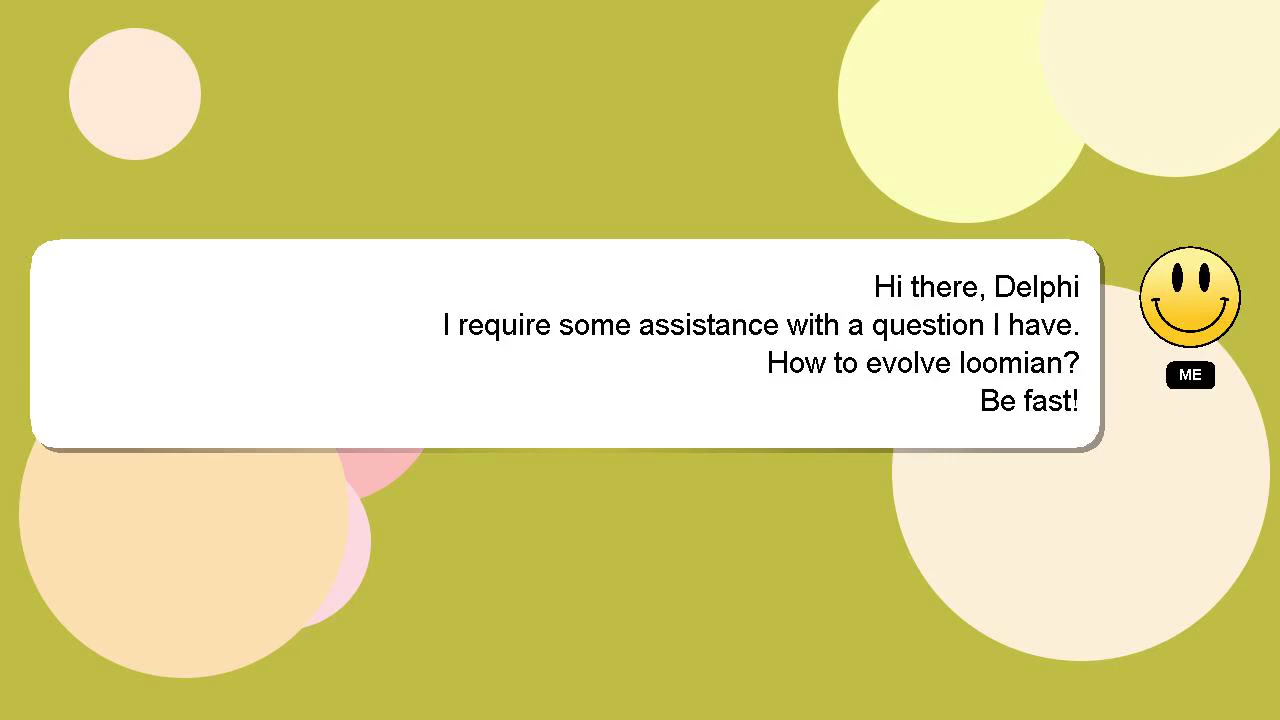 Hi there, Delphi
I require some assistance with a question I have.
How to evolve loomian?
Be fast!
ME